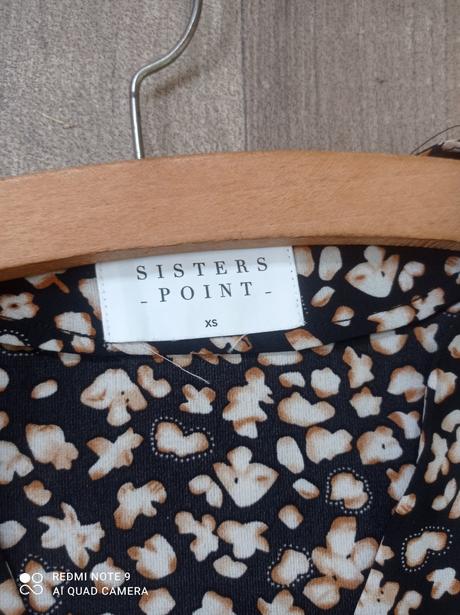 SISTERS
- POINT -
XS
REDMI NOTE 9
AI QUAD CAMERA